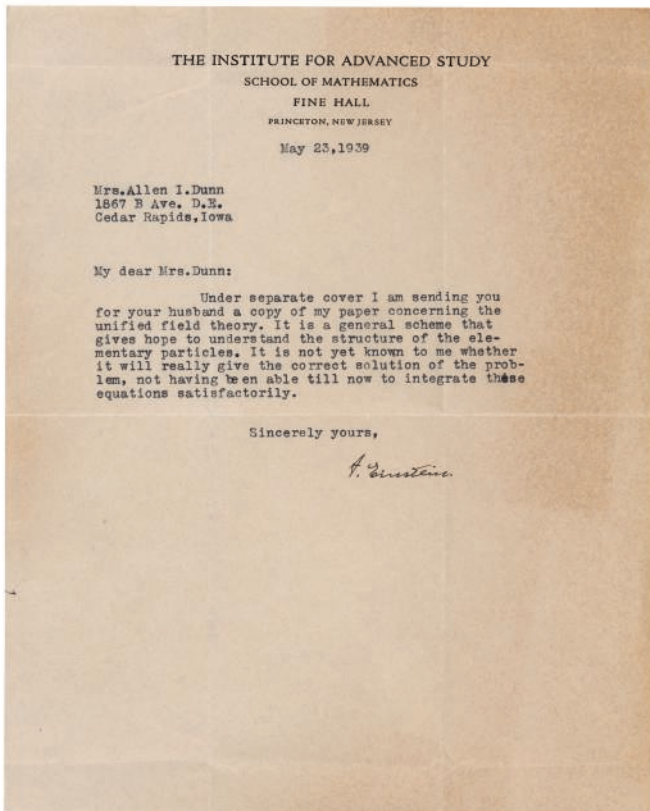 THE INSTITUTE FOR ADVANCED STUDY
SCHOOL OF MATHEMATICS
FINE HALL
PRINCETON, NEW JERSEY
May 23,1939
Mrs.Allen I.Dunn
1867 B Ave. D.E.
Cedar Rapids,Iowa
My dear Mrs.Dunn:
Under separate cover I am sending you
for your husband a copy of my paper concerning the
unified field theory. It is a general scheme that
gives hope to understand the structure of the ele-
mentary particles. It is not yet known to me whether
it will really give the correct solution of the prob-
lem, not having been able till now to integrate these
equations satisfactorily.
Sincerely yours,
A. Einstein.